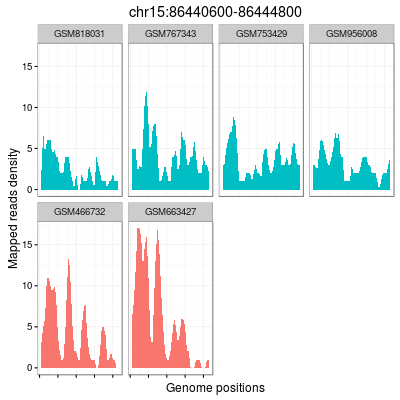 chr15:86440600-86444800
GSM818031 GSM767343 GSM753429 GSM956008
15
10
5
0
GSM466732 GSM663427
15
10
5
0
Mapped reads density
Genome positions